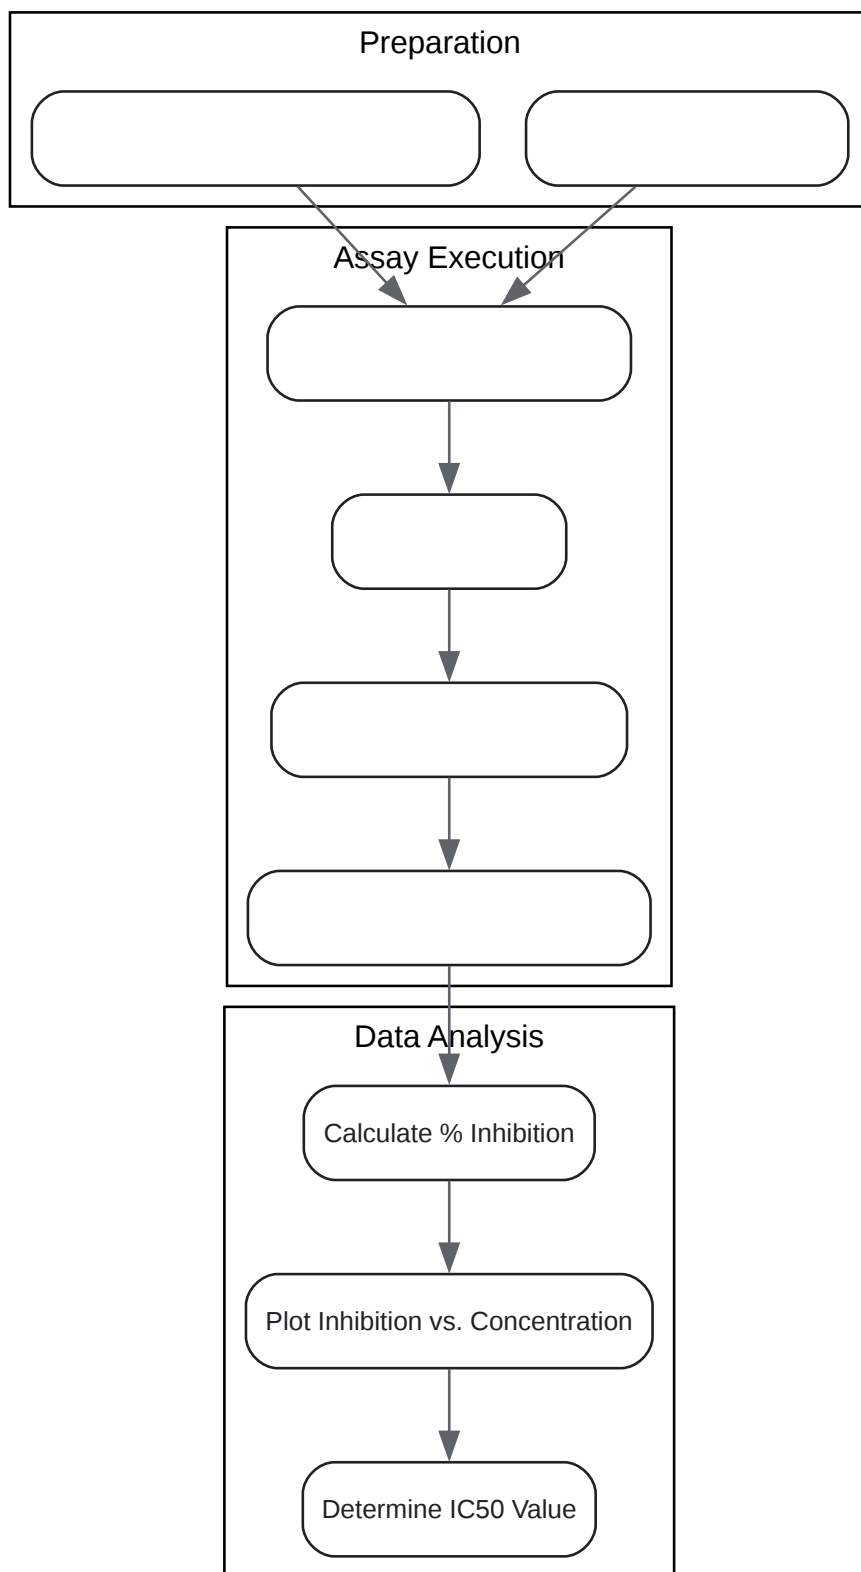 Preparation
Assay Execution
Data Analysis
Calculate % Inhibition
Plot Inhibition vs. Concentration
Determine IC50 Value